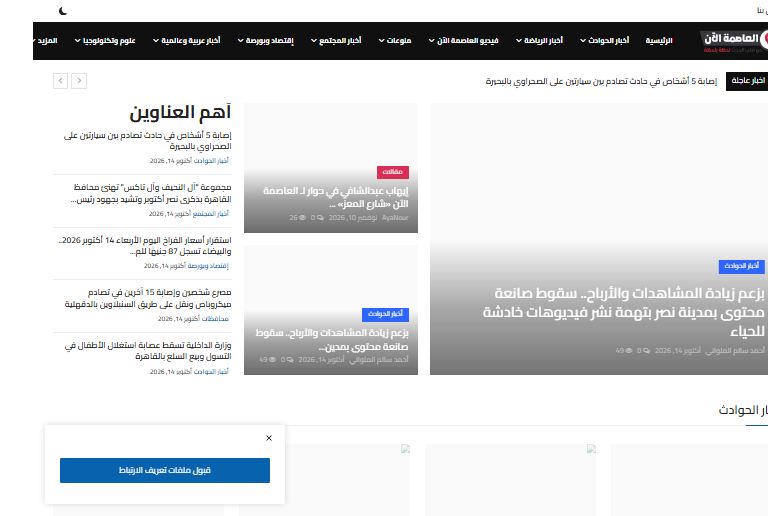 الرئيسية
أخبار الحوادث
أخبار الرياضة
فيديو العاصمة الآن
منوعات
أخبار المجتمع
إقتصاد وبورصة
أخبار عربية وعالمية
علوم وتكنولوجيا
المزيد
العاصمة الآن
أخبار عاجلة
إصابة 5 أشخاص في حادث تصادم بين سيارتين على الصحراوي بالبحيرة
أخبار الحوادث
بزعم زيادة المشاهدات والأرباح.. سقوط صانعة
محتوى بمدينة نصر بتهمة نشر فيديوهات خادشة
للحياء
أحمد سالم الملواني أكتوبر 14, 2026 0 49
مقالات
إيهاب عبدالشافي في حوار لـ العاصمة
الآن «شارع المعز» ...
AyaNour نوفمبر 10, 2026 0 26
أخبار الحوادث
بزعم زيادة المشاهدات والأرباح.. سقوط
صانعة محتوى بمدين...
أحمد سالم الملواني أكتوبر 14, 2026 0 49
أهم العناوين
إصابة 5 أشخاص في حادث تصادم بين سيارتين على
الصحراوي بالبحيرة
أخبار الحوادث أكتوبر 14, 2026
مجموعة "آل النحيف وآل تاكس" تهنئ محافظ
القاهرة بذكرى نصر أكتوبر وتشيد بجهود رئيس...
أخبار المجتمع أكتوبر 14, 2026
استقرار أسعار الفراخ اليوم الأربعاء 14 أكتوبر 2026..
والبيضاء تسجل 87 جنيها للم...
إقتصاد وبورصة أكتوبر 14, 2026
مصرع شخصين وإصابة 15 آخرين في تصادم
ميكروباص ونقل على طريق السنبلاوين بالدقهلية
محافظات أكتوبر 14, 2026
وزارة الداخلية تسقط عصابة استغلال الأطفال في
التسول وبيع السلع بالقاهرة
أخبار الحوادث أكتوبر 14, 2026
ار الحوادث
قبول ملفات تعريف الارتباط